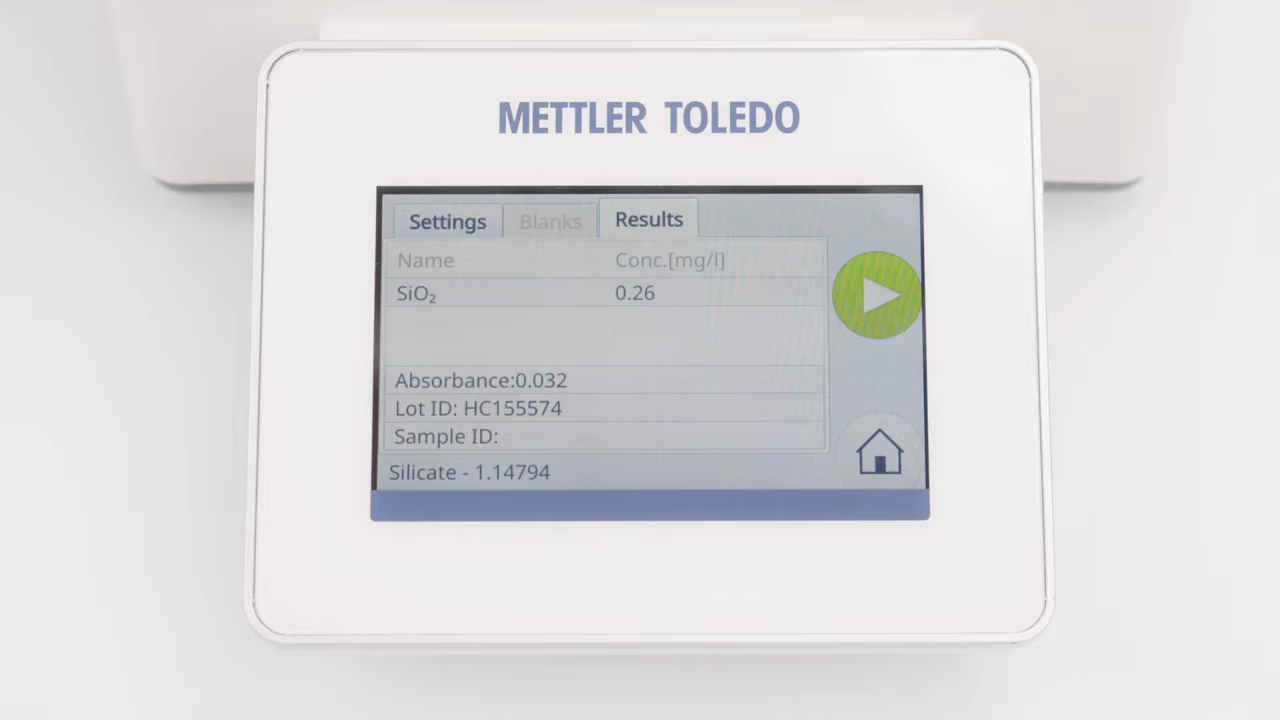 METTLER TOLEDO
Settings Blanks Results
Name Conc.[mg/l]
SiO₂ 0.26
Absorbance:0.032
Lot ID: HC155574
Sample ID:
Silicate - 1.14794